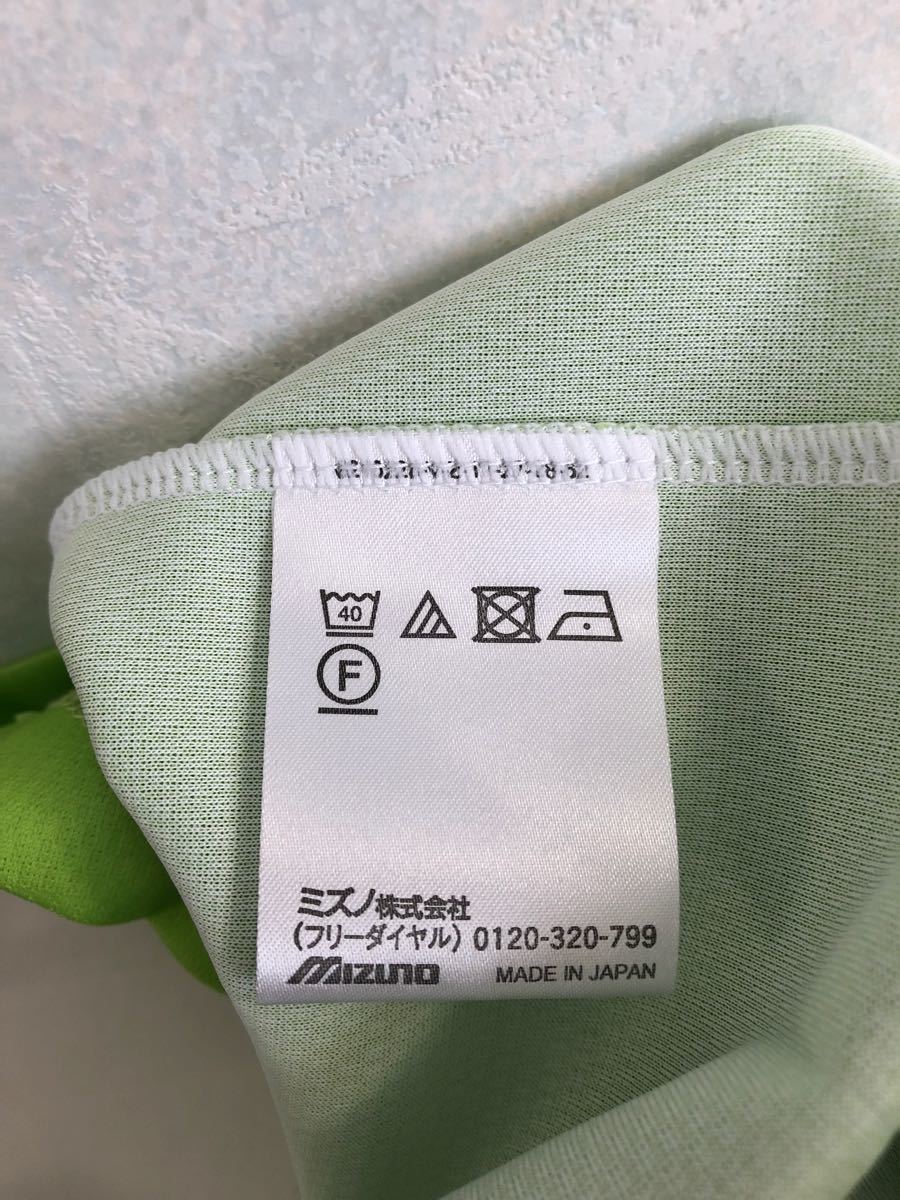 40
F
ミズノ株式会社
(フリーダイヤル) 0120-320-799
MIZUNO MADE IN JAPAN